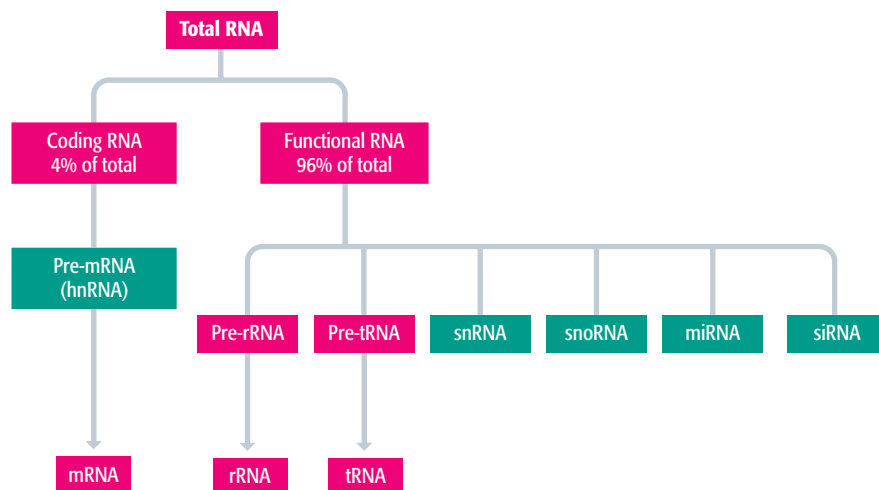 Total RNA
Coding RNA
4% of total
Functional RNA
96% of total
Pre-mRNA
(hnRNA)
Pre-rRNA
Pre-tRNA
snRNA
snoRNA
miRNA
siRNA
mRNA
rRNA
tRNA